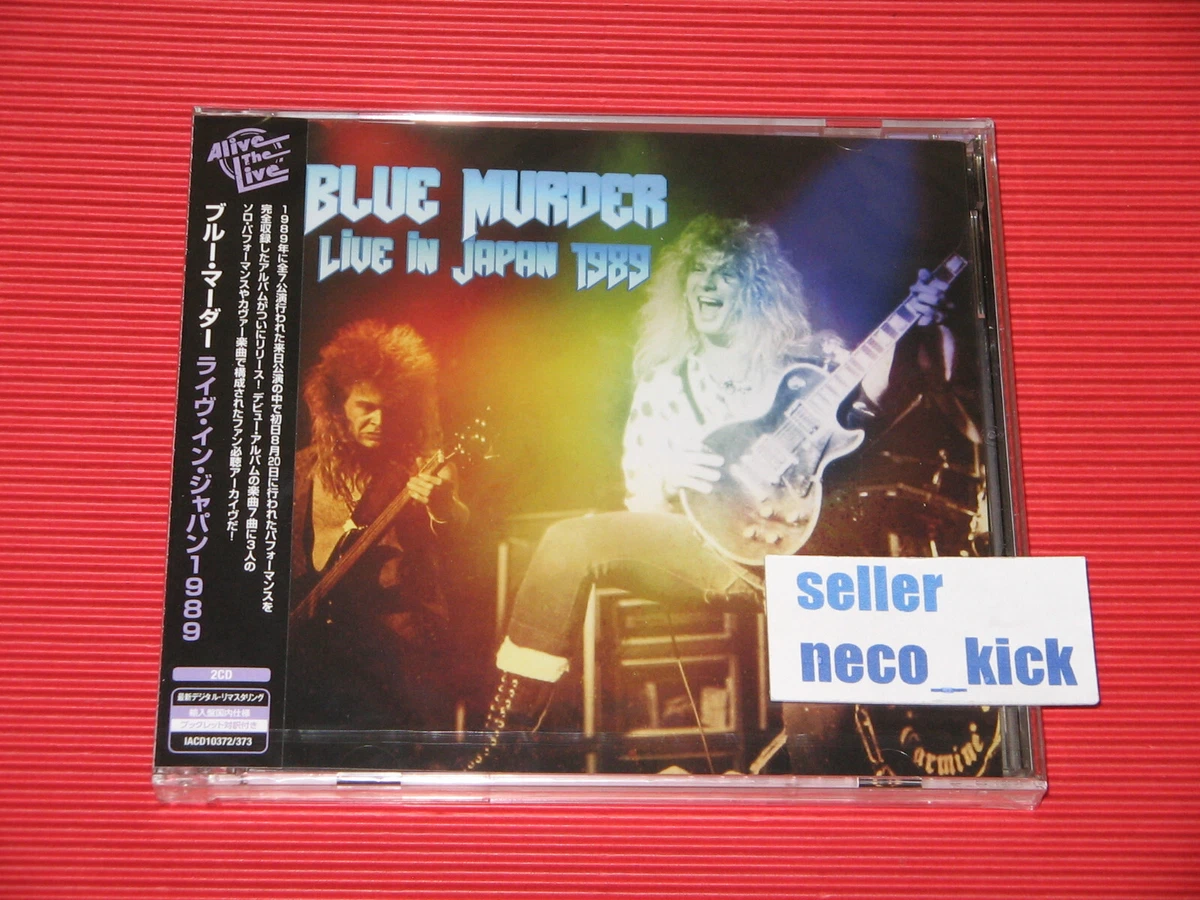 Alive
The
Live
ブルー・マーダー ライヴ・イン・ジャパン1989
1989年に全7公演行われた来日公演の中で初日8月20日に行われたパフォーマンスを
完全収録したアルバムがついにリリース! デビュー・アルバムの楽曲7曲に3人の
ソロ・パフォーマンスやカヴァー楽曲で構成されたファン必聴アーカイヴだ!
2CD
最新デジタル・リマスタリング
輸入盤国内仕様
ブックレット対訳付き
IACD10372/373
BLUE MURDER
LIVE IN JAPAN 1989
Carmine
seller
neco_kick